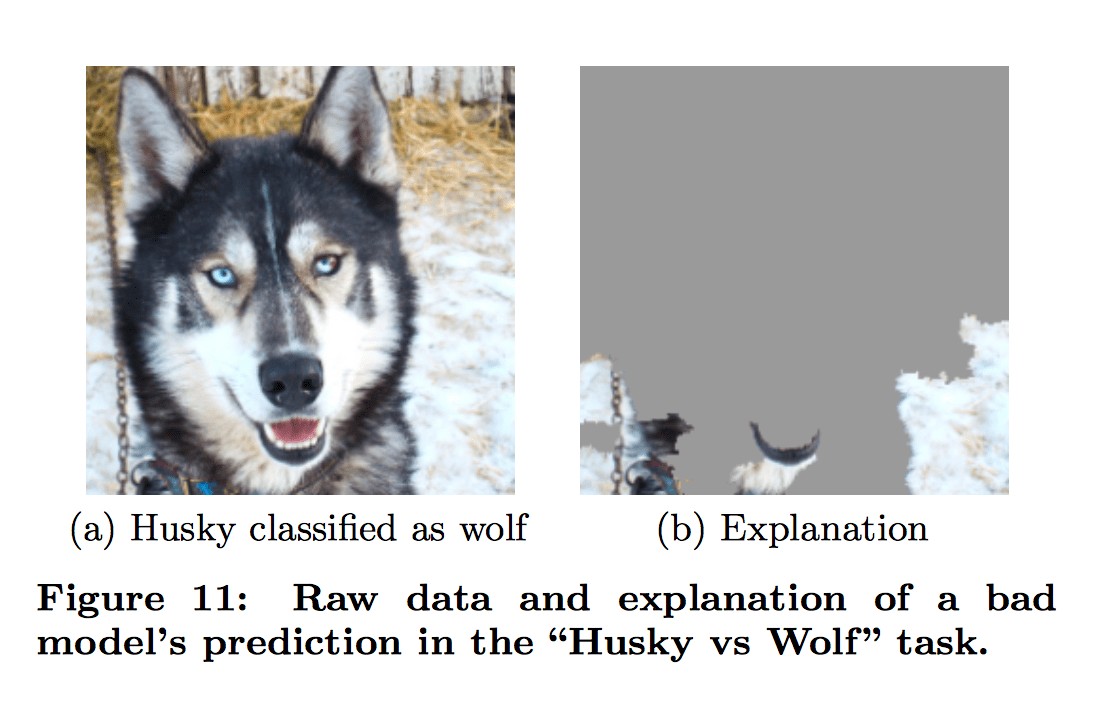 (a) Husky classified as wolf
(b) Explanation
Figure 11: Raw data and explanation of a bad
model's prediction in the “Husky vs Wolf” task.